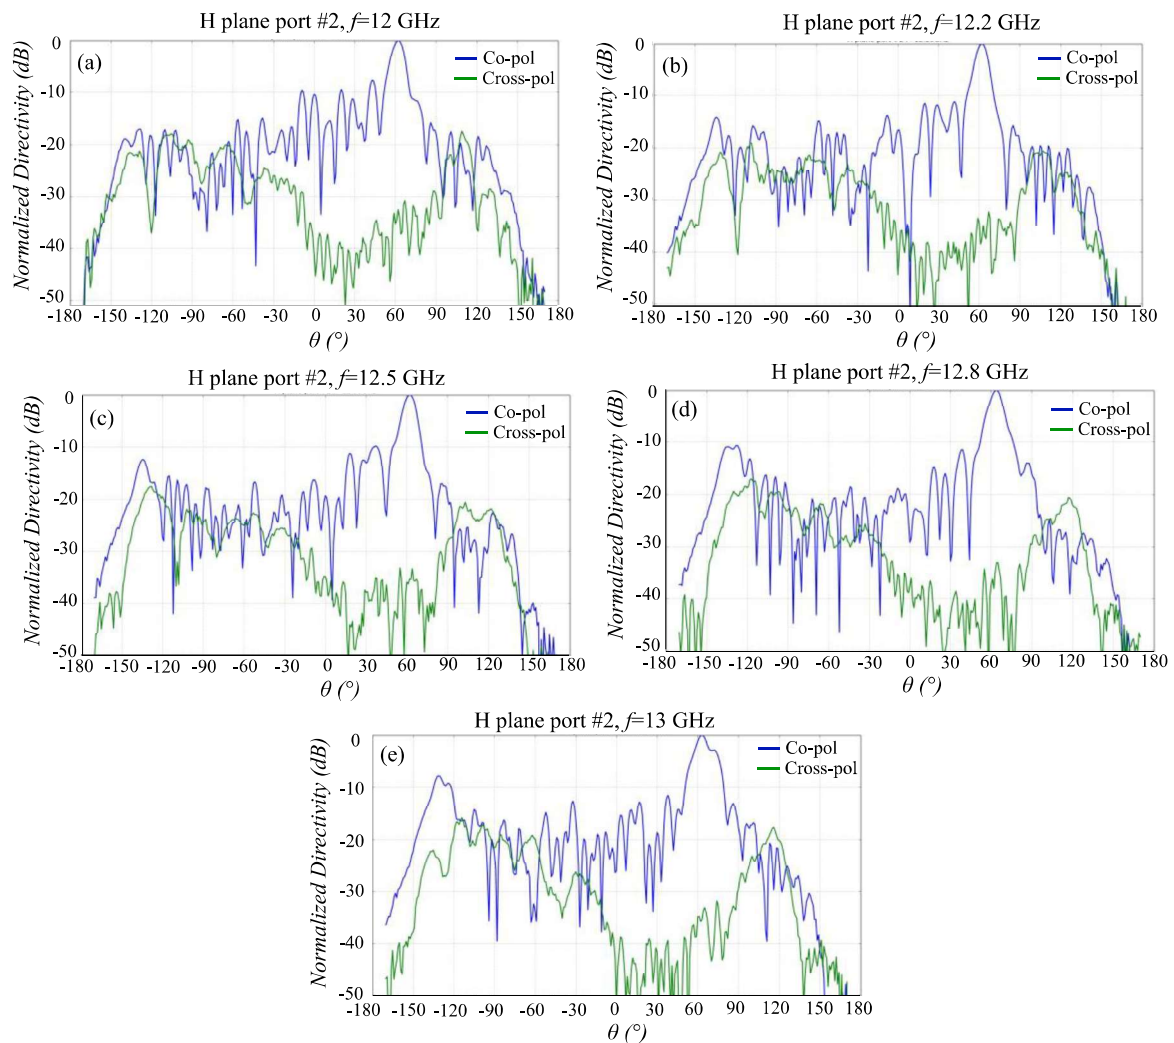 H plane port #2, f=12 GHz
(a)
Co-pol
Cross-pol
Normalized Directivity (dB)
0
-10
-20
-30
-40
-50
-180 -150 -120 -90 -60 -30 0 30 60 90 120 150 180
θ (°)
H plane port #2, f=12.2 GHz
(b)
Co-pol
Cross-pol
Normalized Directivity (dB)
0
-10
-20
-30
-40
-50
-180 -150 -120 -90 -60 -30 0 30 60 90 120 150 180
θ (°)
H plane port #2, f=12.5 GHz
(c)
Co-pol
Cross-pol
Normalized Directivity (dB)
0
-10
-20
-30
-40
-50
-180 -150 -120 -90 -60 -30 0 30 60 90 120 150 180
θ (°)
H plane port #2, f=12.8 GHz
(d)
Co-pol
Cross-pol
Normalized Directivity (dB)
0
-10
-20
-30
-40
-50
-180 -150 -120 -90 -60 -30 0 30 60 90 120 150 180
θ (°)
H plane port #2, f=13 GHz
(e)
Co-pol
Cross-pol
Normalized Directivity (dB)
0
-10
-20
-30
-40
-50
-180 -150 -120 -90 -60 -30 0 30 60 90 120 150 180
θ (°)